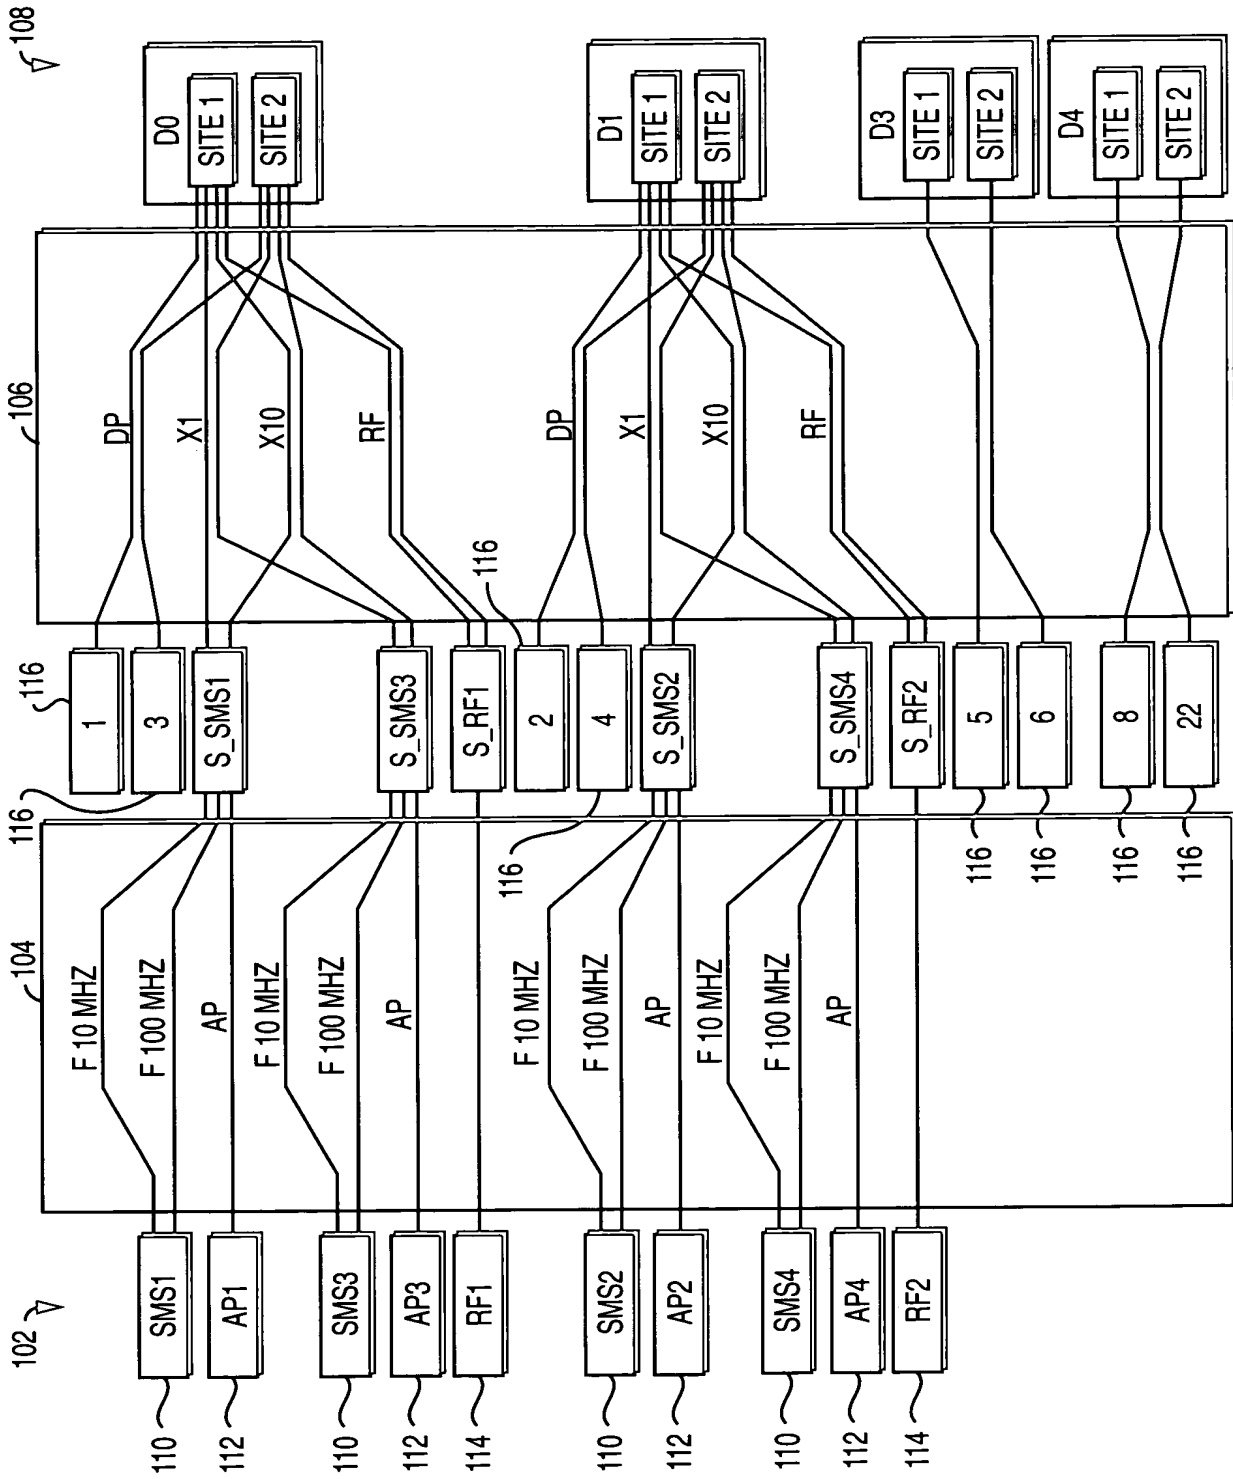 102
108
110
SMS1
112
AP1
110
SMS3
112
AP3
114
RF1
110
SMS2
112
AP2
110
SMS4
112
AP4
114
RF2
104
F 10 MHZ
F 100 MHZ
AP
F 10 MHZ
F 100 MHZ
AP
F 10 MHZ
F 100 MHZ
AP
F 10 MHZ
F 100 MHZ
AP
116
1
116
3
S_SMS1
S_SMS3
S_RF1
116
2
116
4
S_SMS2
S_SMS4
S_RF2
116
5
116
6
116
8
116
22
106
DP
X1
X10
RF
DP
X1
X10
RF
D0
SITE 1
SITE 2
D1
SITE 1
SITE 2
D3
SITE 1
SITE 2
D4
SITE 1
SITE 2